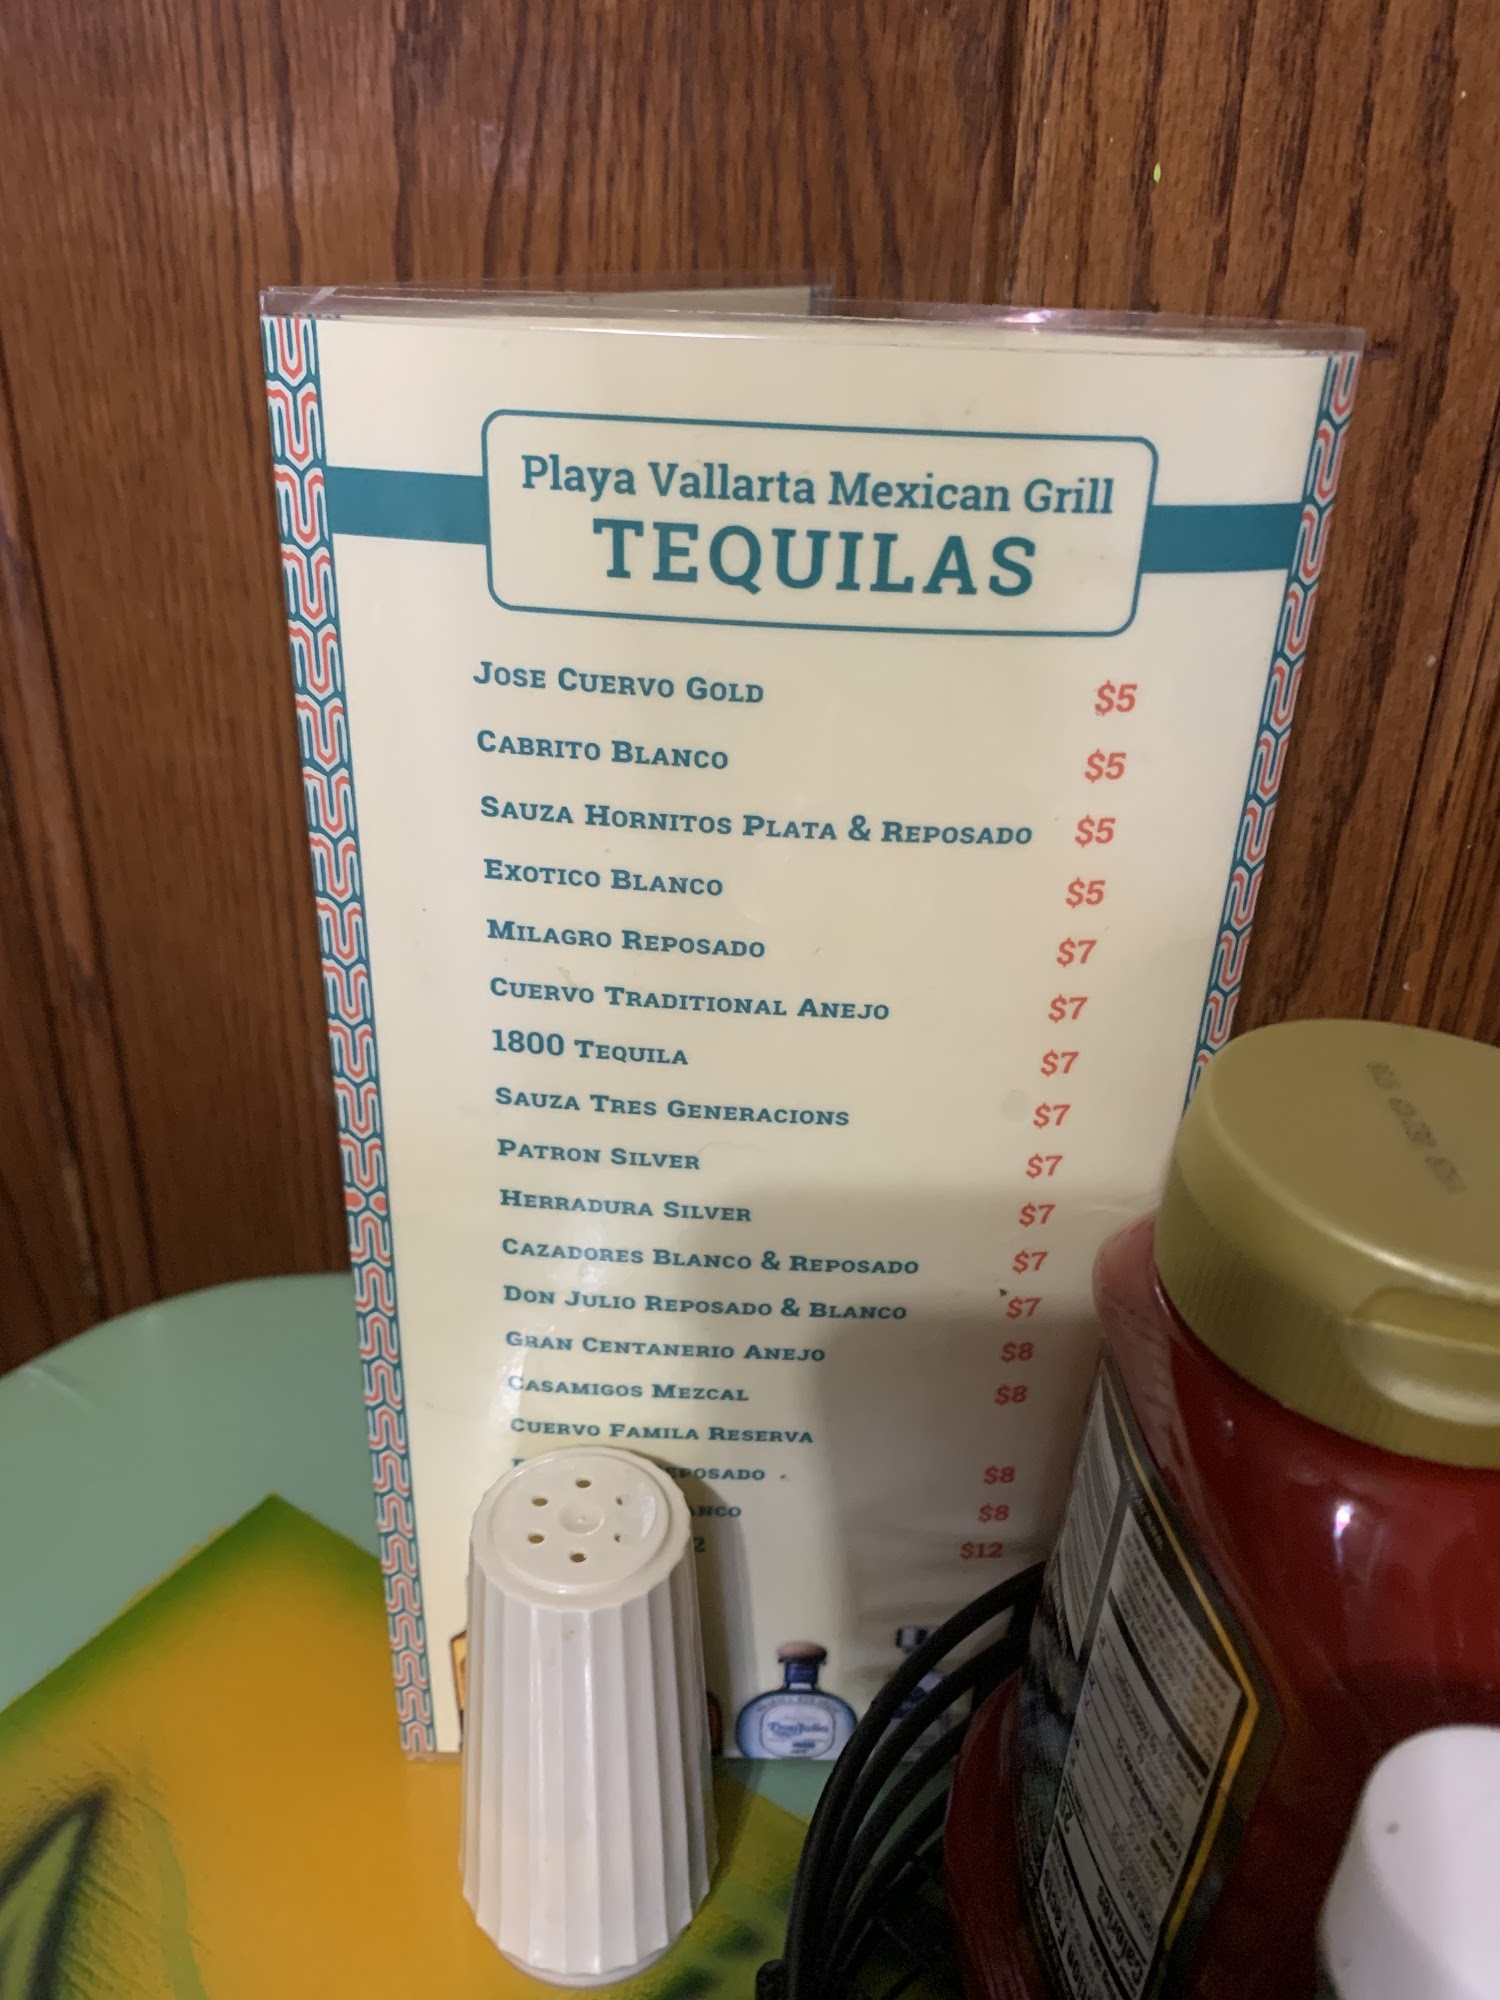 Playa Vallarta Mexican Grill
TEQUILAS
JOSE CUERVO GOLD $5
CABRITO BLANCO $5
SAUZA HORNITOS PLATA & REPOSADO $5
EXOTICO BLANCO $5
MILAGRO REPOSADO $7
CUERVO TRADITIONAL ANEJO $7
1800 TEQUILA $7
SAUZA TRES GENERACIONS $7
PATRON SILVER $7
HERRADURA SILVER $7
CAZADORES BLANCO & REPOSADO $7
DON JULIO REPOSADO & BLANCO $7
GRAN CENTANERIO ANEJO $8
CASAMIGOS MEZCAL $8
CUERVO FAMILA RESERVA
$8
$8
$12
Don Julio